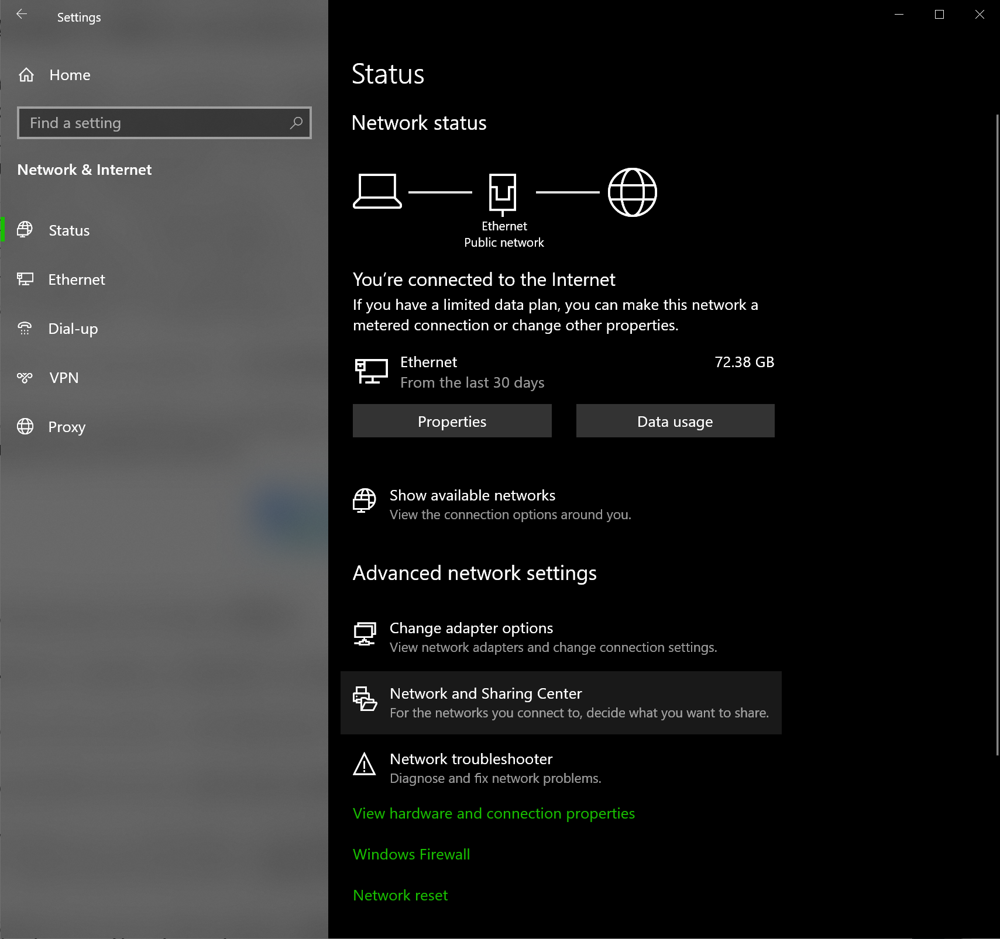 Settings
Home
Find a setting
Network & Internet
Status
Ethernet
Dial-up
VPN
Proxy
Status
Network status
Ethernet
Public network
You’re connected to the Internet
If you have a limited data plan, you can make this network a
metered connection or change other properties.
Ethernet
72.38 GB
From the last 30 days
Properties
Data usage
Show available networks
View the connection options around you.
Advanced network settings
Change adapter options
View network adapters and change connection settings.
Network and Sharing Center
For the networks you connect to, decide what you want to share.
Network troubleshooter
Diagnose and fix network problems.
View hardware and connection properties
Windows Firewall
Network reset